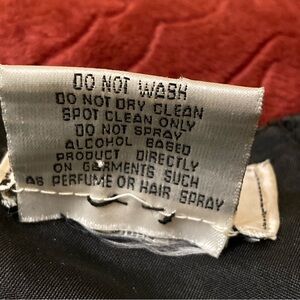 DO NOT WASH
DO NOT DRY CLEAN
SPOT CLEAN ONLY
DO NOT SPRAY
ALCOHOL BASED
PRODUCT DIRECTLY
ON GARMENTS SUCH
AS PERFUME OR HAIR SPRAY